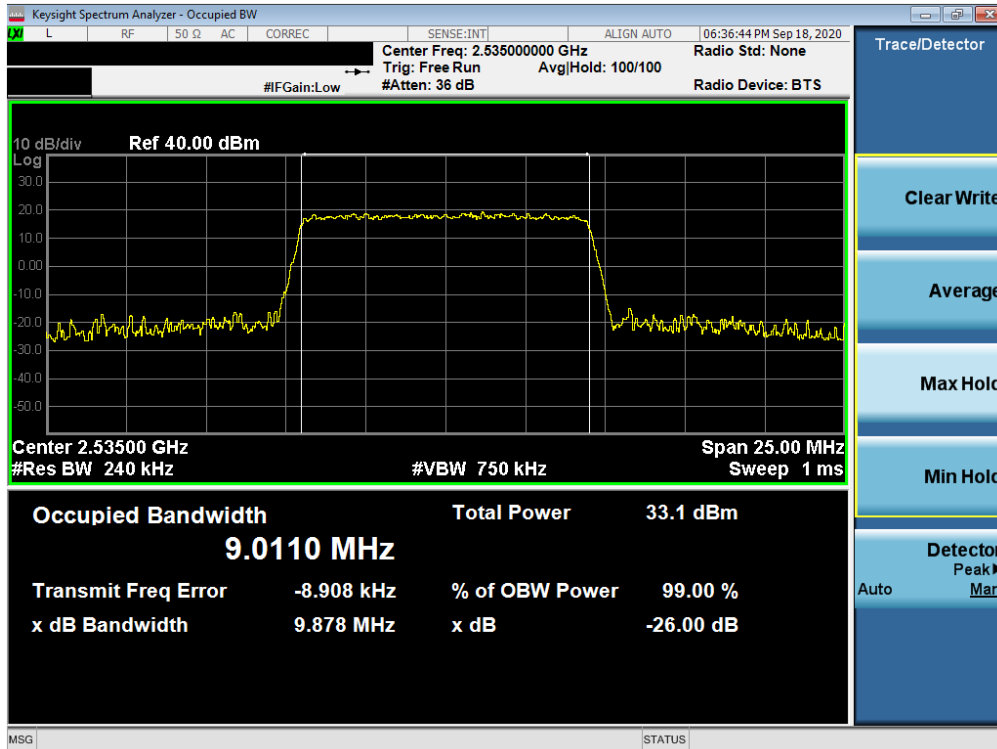 Keysight Spectrum Analyzer - Occupied BW
LXI L RF 50 Ω AC CORREC SENSE:INT ALIGN AUTO 06:36:44 PM Sep 18, 2020
Center Freq: 2.535000000 GHz Radio Std: None
Trig: Free Run Avg|Hold: 100/100
#IFGain:Low #Atten: 36 dB Radio Device: BTS
Trace/Detector
10 dB/div Ref 40.00 dBm
Log
30.0
20.0
10.0
0.00
-10.0
-20.0
-30.0
-40.0
-50.0
Center 2.53500 GHz Span 25.00 MHz
#Res BW 240 kHz #VBW 750 kHz Sweep 1 ms
Occupied Bandwidth Total Power 33.1 dBm
9.0110 MHz
Transmit Freq Error -8.908 kHz % of OBW Power 99.00 %
x dB Bandwidth 9.878 MHz x dB -26.00 dB
Clear Write
Average
Max Hold
Min Hold
Detector
Peak
Auto Man
MSG STATUS